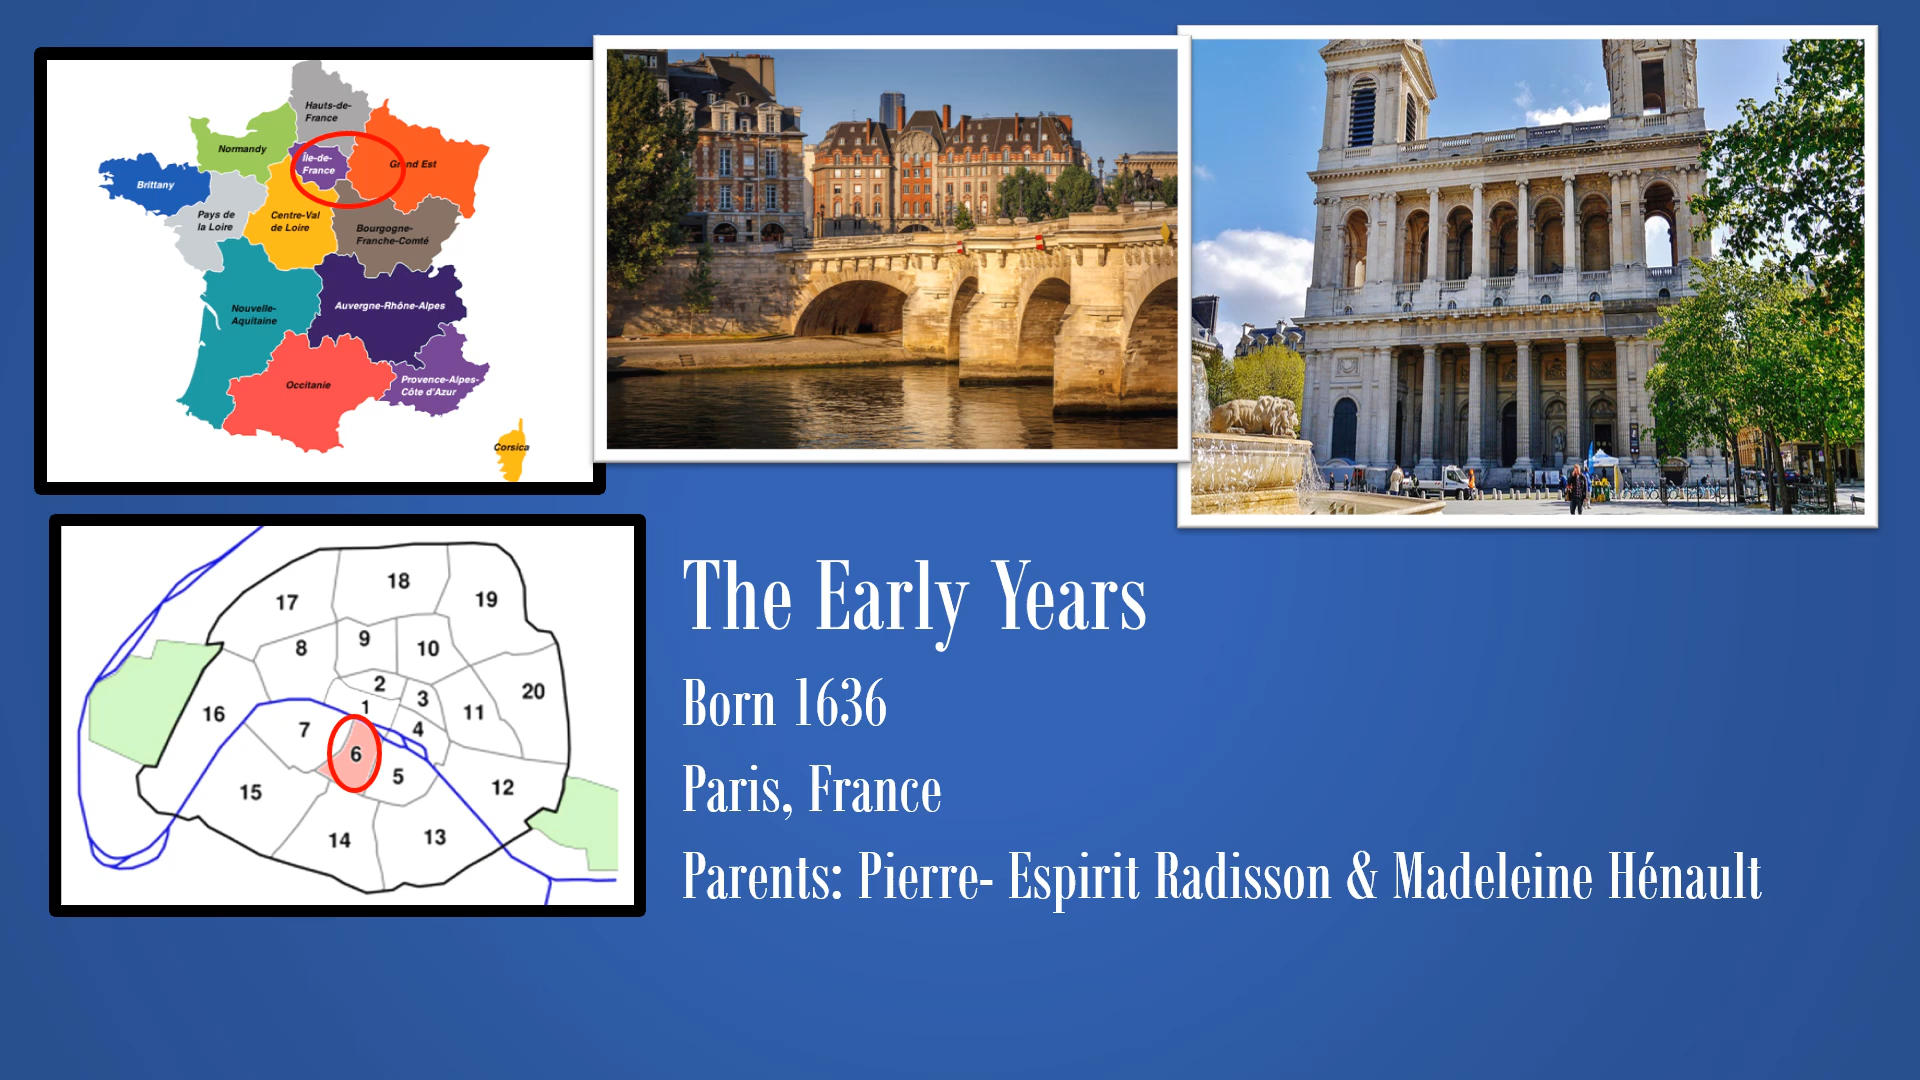 Hauts-de-
France
Normandy
Île-de-
France
Grand Est
Brittany
Pays de
la Loire
Centre-Val
de Loire
Bourgogne-
Franche-Comté
Nouvelle-
Aquitaine
Auvergne-Rhône-Alpes
Occitanie
Provence-Alpes-
Côte d'Azur
Corsica
18
17
19
9
8
10
2
20
3
1
11
16
4
7
6
5
12
15
14
13
The Early Years
Born 1636
Paris, France
Parents: Pierre- Espirit Radisson & Madeleine Hénault